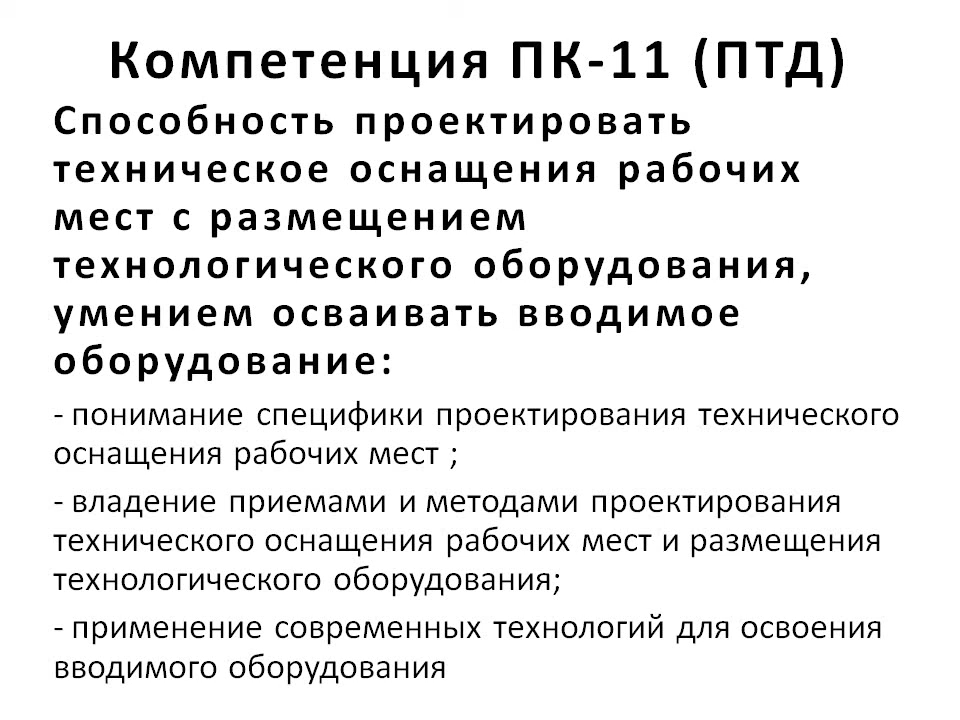 Компетенция ПК-11 (ПТД)
Способность проектировать
техническое оснащения рабочих
мест с размещением
технологического оборудования,
умением осваивать вводимое
оборудование:
- понимание специфики проектирования технического
оснащения рабочих мест ;
- владение приемами и методами проектирования
технического оснащения рабочих мест и размещения
технологического оборудования;
- применение современных технологий для освоения
вводимого оборудования